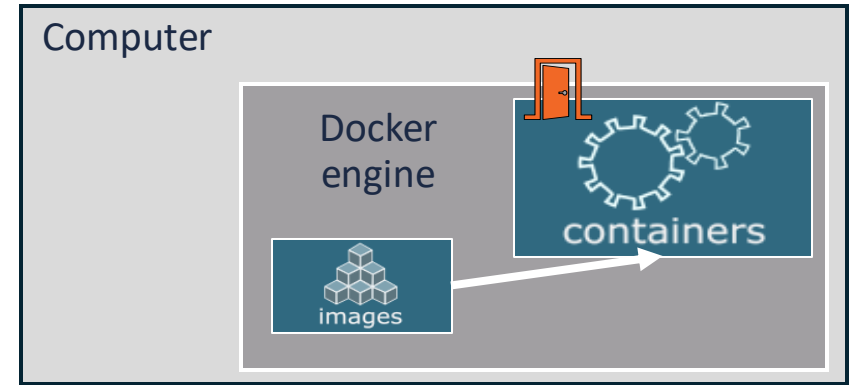 Computer
Docker
engine
containers
images